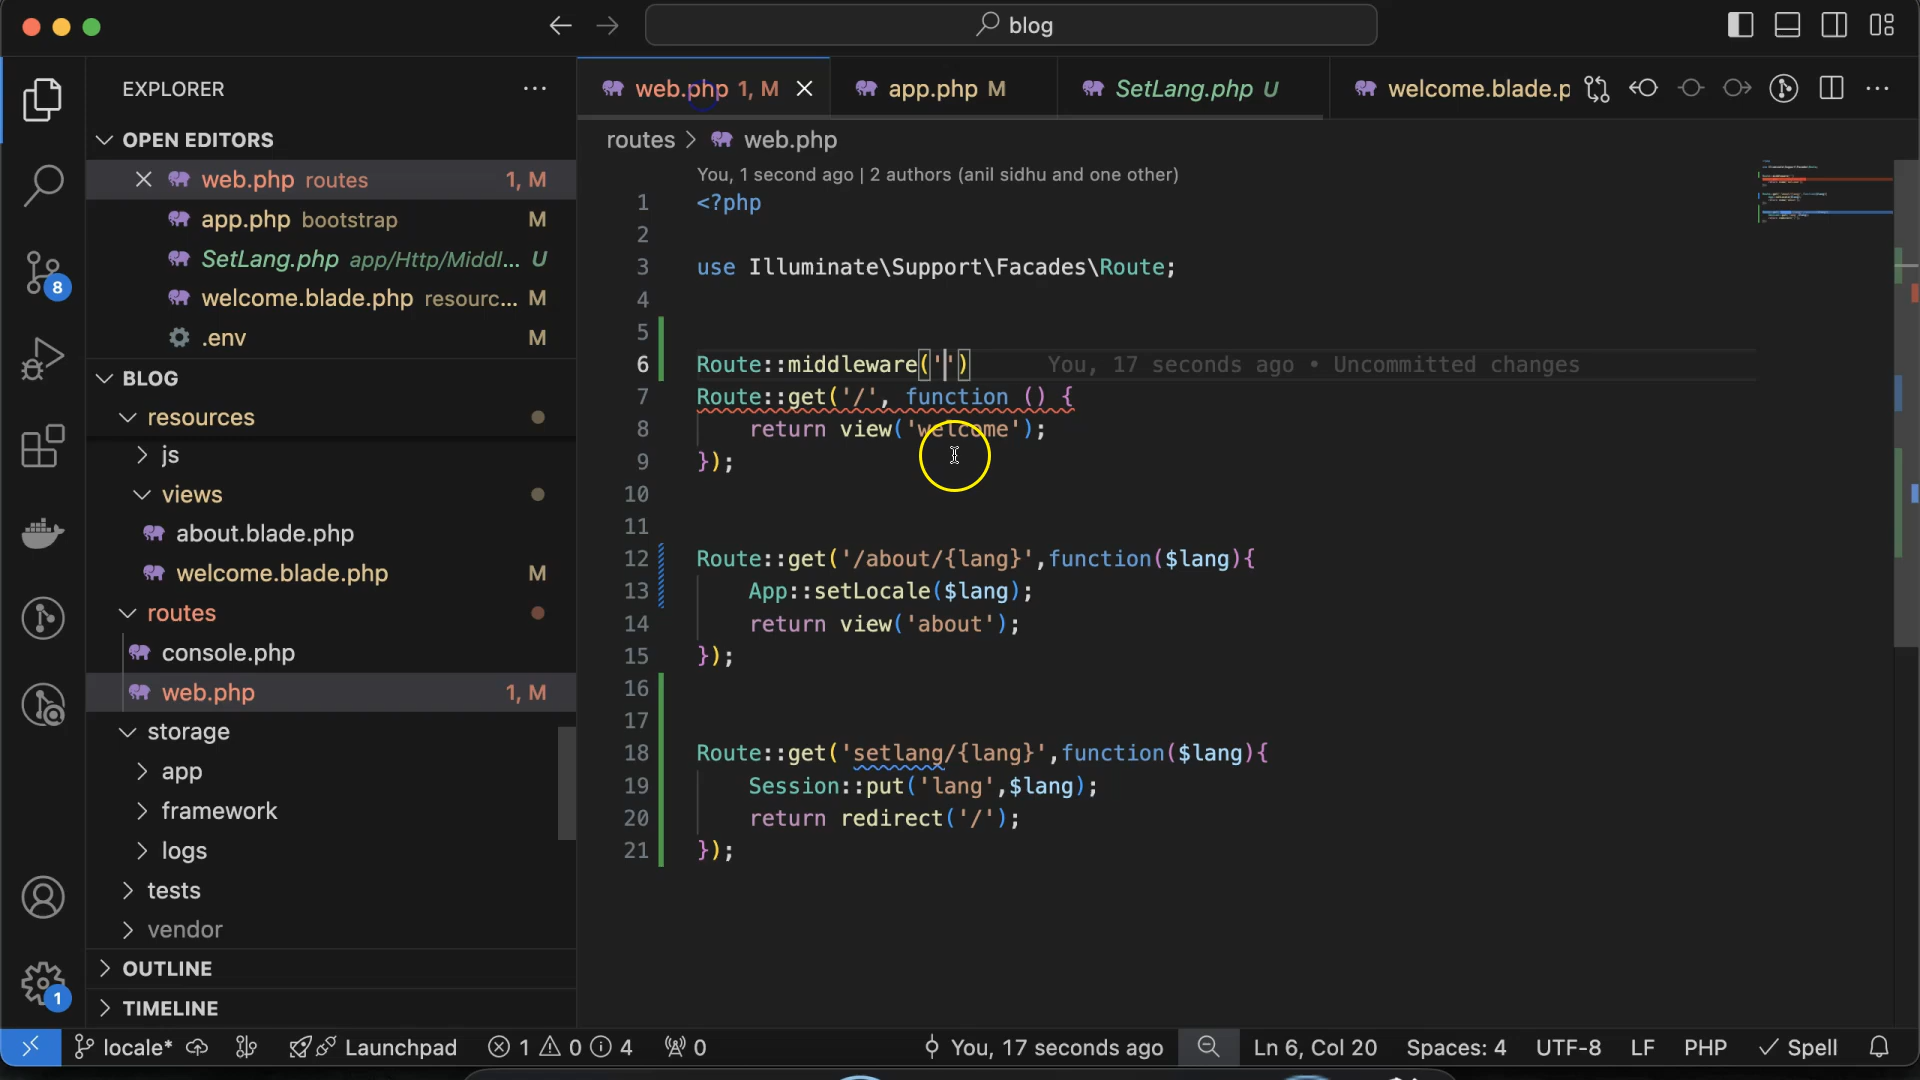 blog
EXPLORER
OPEN EDITORS
web.php routes 1, M
app.php bootstrap M
SetLang.php app/Http/Middl... U
welcome.blade.php resourc... M
.env M
BLOG
resources
js
views
about.blade.php
welcome.blade.php M
routes
console.php
web.php 1, M
storage
app
framework
logs
tests
vendor
OUTLINE
TIMELINE
8
1
web.php 1, M
app.php M
SetLang.php U
welcome.blade.p
routes > web.php
You, 1 second ago | 2 authors (anil sidhu and one other)
1 <?php
2
3 use Illuminate\Support\Facades\Route;
4
5
6 Route::middleware('') You, 17 seconds ago • Uncommitted changes
7 Route::get('/', function () {
8 return view('welcome');
9 });
10
11
12 Route::get('/about/{lang}',function($lang){
13 App::setLocale($lang);
14 return view('about');
15 });
16
17
18 Route::get('setlang/{lang}',function($lang){
19 Session::put('lang',$lang);
20 return redirect('/');
21 });
locale* Launchpad 1 0 4 0 You, 17 seconds ago Ln 6, Col 20 Spaces: 4 UTF-8 LF PHP Spell